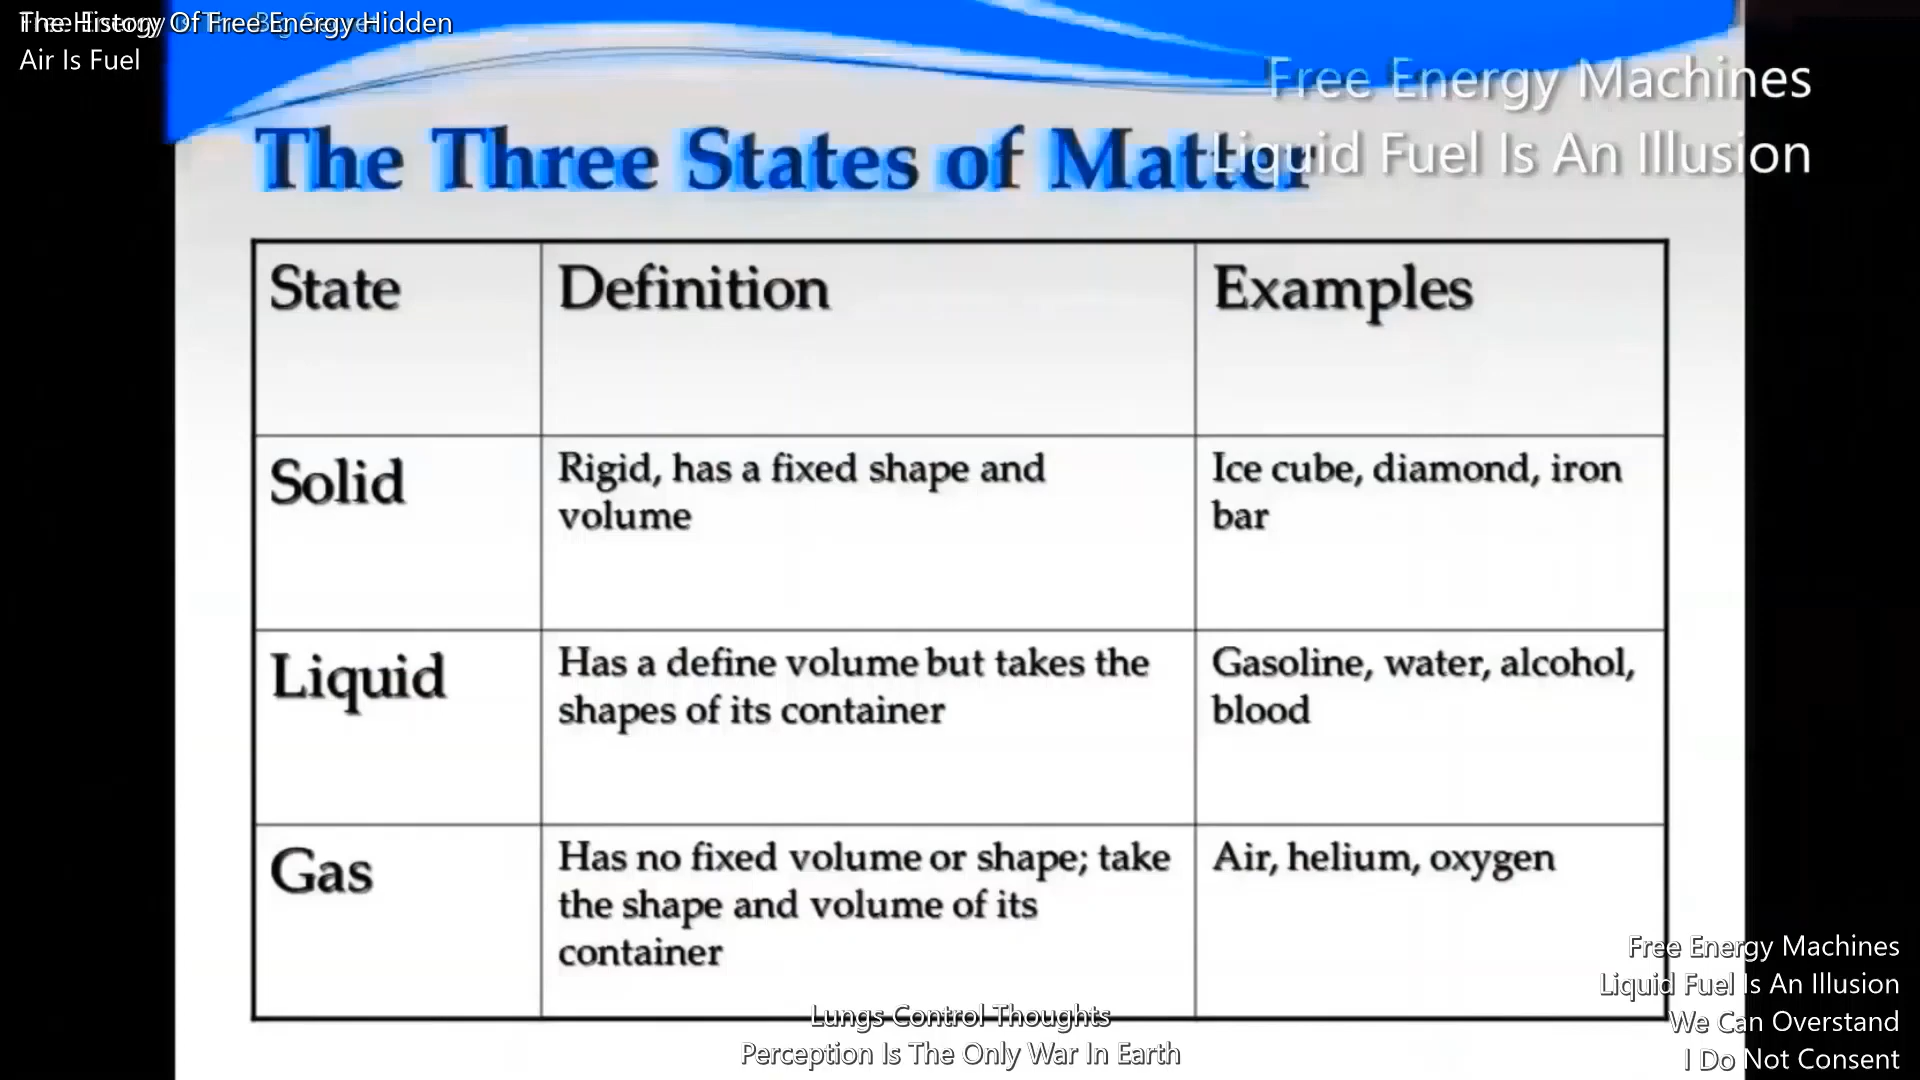 The History Of Free Energy Hidden
Air Is Fuel
Free Energy Machines
Liquid Fuel Is An Illusion
The Three States of Matter
State Definition Examples
Solid
Rigid, has a fixed shape and
volume
Ice cube, diamond, iron
bar
Liquid
Has a define volume but takes the
shapes of its container
Gasoline, water, alcohol,
blood
Gas
Has no fixed volume or shape; take
the shape and volume of its
container
Air, helium, oxygen
Free Energy Machines
Liquid Fuel Is An Illusion
We Can Overstand
I Do Not Consent
Lungs Control Thoughts
Perception Is The Only War In Earth